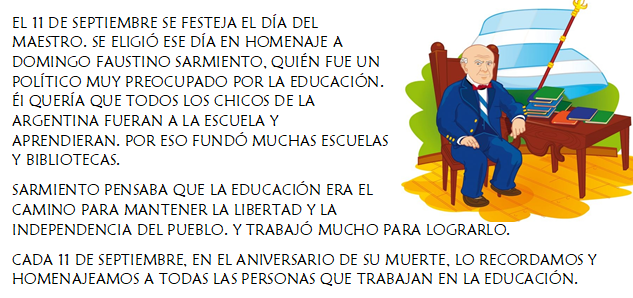 EL 11 DE SEPTIEMBRE SE FESTEJA EL DÍA DEL
MAESTRO. SE ELIGIÓ ESE DÍA EN HOMENAJE A
DOMINGO FAUSTINO SARMIENTO, QUIÉN FUE UN
POLÍTICO MUY PREOCUPADO POR LA EDUCACIÓN.
Él QUERÍA QUE TODOS LOS CHICOS DE LA
ARGENTINA FUERAN A LA ESCUELA Y
APRENDIERAN. POR ESO FUNDÓ MUCHAS ESCUELAS
Y BIBLIOTECAS.
SARMIENTO PENSABA QUE LA EDUCACIÓN ERA EL
CAMINO PARA MANTENER LA LIBERTAD Y LA
INDEPENDENCIA DEL PUEBLO. Y TRABAJÓ MUCHO PARA LOGRARLO.
CADA 11 DE SEPTIEMBRE, EN EL ANIVERSARIO DE SU MUERTE, LO RECORDAMOS Y
HOMENAJEAMOS A TODAS LAS PERSONAS QUE TRABAJAN EN LA EDUCACIÓN.